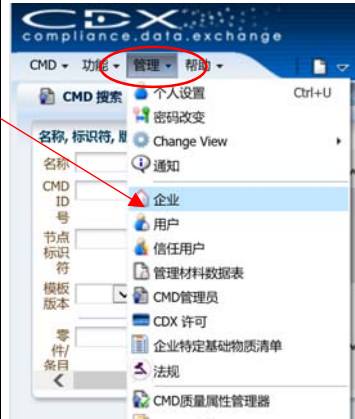 CDX
compliance.data.exchange
CMD 功能 管理 帮助
CMD 搜索
个人设置 Ctrl+U
密码改变
名称, 标识符,
Change View
名称
通知
CMD
ID
号
企业
用户
节点
标识
符
信任用户
管理材料数据表
模板
版本
CMD管理员
CDX 许可
零
件/
条目
企业特定基础物质清单
法规
CMD质量属性管理器